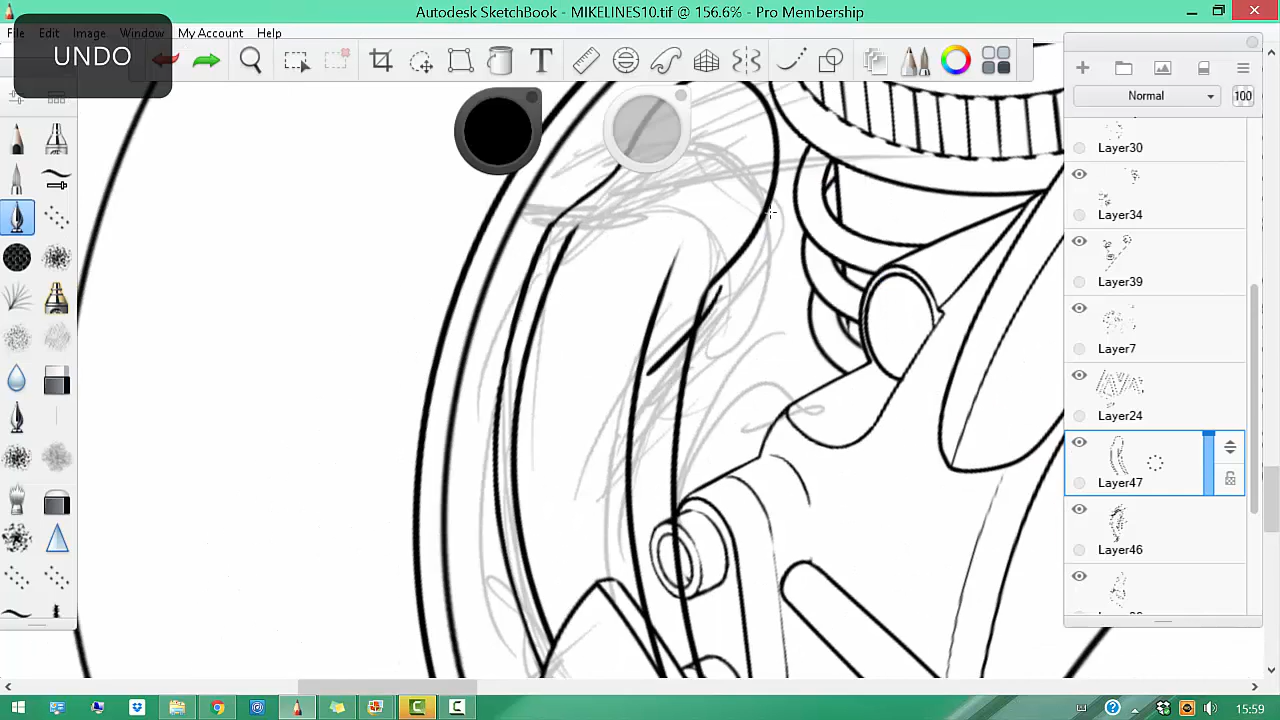 Autodesk SketchBook - MIKELINES10.tif @ 156.6% - Pro Membership
UNDO
File Edit Image Window My Account Help
T
Normal 100
Layer30
Layer34
Layer39
Layer7
Layer24
Layer47
Layer46
15:59